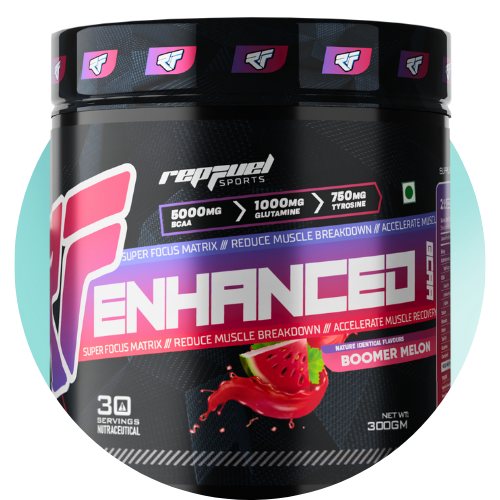 repfuel
SPORTS
5000MG
BCAA
1000MG
GLUTAMINE
750MG
TYROSINE
SUPER FOCUS MATRIX /// REDUCE MUSCLE BREAKDOWN /// ACCELERATE MUSCL
ENHANCED
BCAA
SUPER FOCUS MATRIX /// REDUCE MUSCLE BREAKDOWN /// ACCELERATE MUSCLE RECOVERY
NATURE IDENTICAL FLAVOURS
BOOMER MELON
30
SERVINGS
NUTRACEUTICAL
NET WT:
300GM